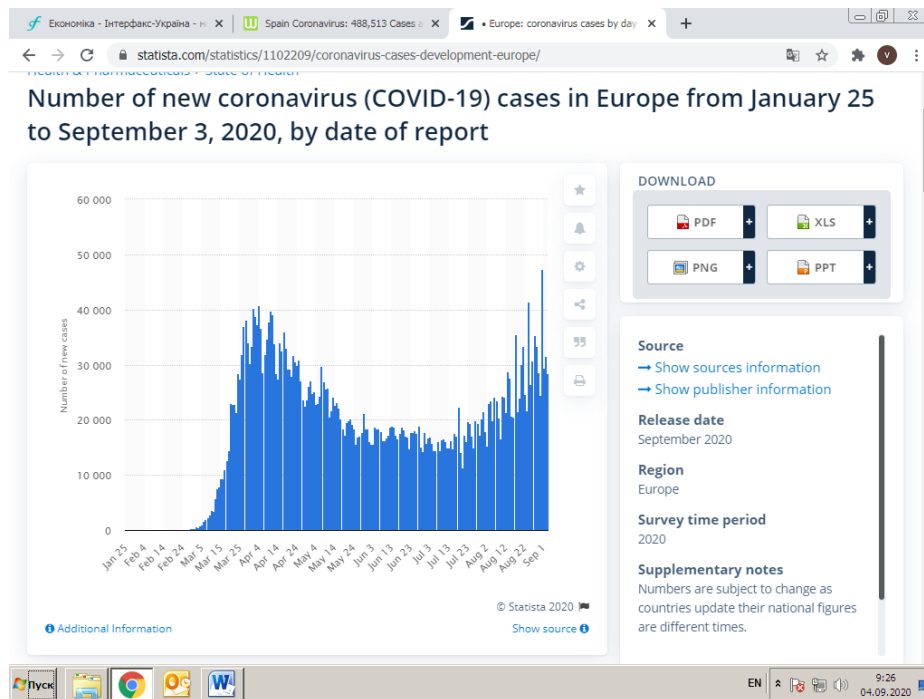 Економіка - Інтерфакс-Україна - н
Spain Coronavirus: 488,513 Cases a
• Europe: coronavirus cases by day
statista.com/statistics/1102209/coronavirus-cases-development-europe/
V
Health & Pharmaceuticals › State of Health
Number of new coronavirus (COVID-19) cases in Europe from January 25
to September 3, 2020, by date of report
Number of new cases
60 000
50 000
40 000
30 000
20 000
10 000
0
Jan 25
Feb 4
Feb 14
Feb 24
Mar 5
Mar 15
Mar 25
Apr 4
Apr 14
Apr 24
May 4
May 14
May 24
Jun 3
Jun 13
Jun 23
Jul 3
Jul 13
Jul 23
Aug 2
Aug 12
Aug 22
Sep 1
© Statista 2020
Additional Information
Show source
DOWNLOAD
PDF +
XLS +
PNG +
PPT +
Source
→ Show sources information
→ Show publisher information
Release date
September 2020
Region
Europe
Survey time period
2020
Supplementary notes
Numbers are subject to change as
countries update their national figures
are different times.
Пуск
EN
9:26
04.09.2020